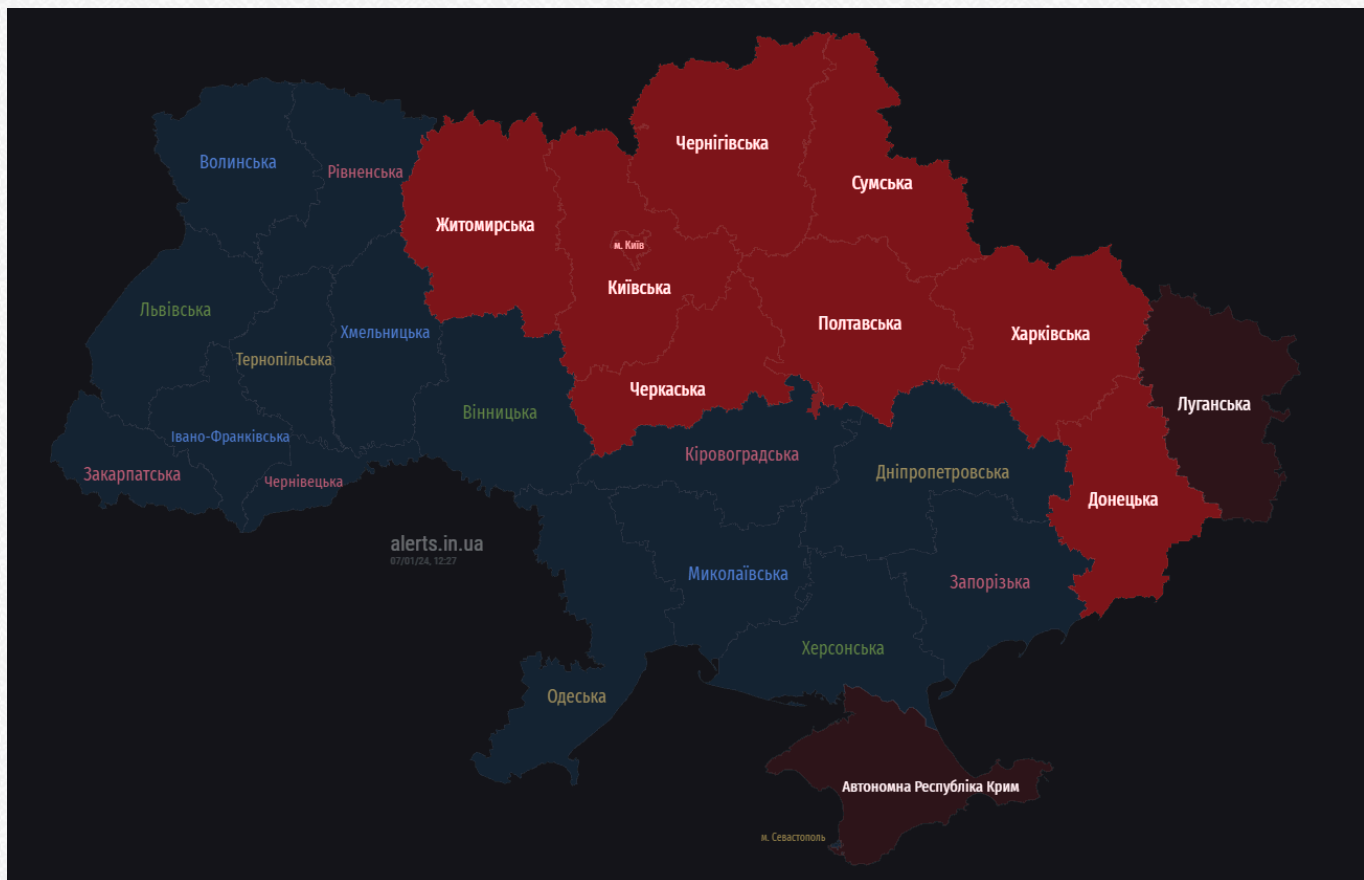 Чернігівська
Волинська
Рівненська
Сумська
Житомирська
м. Київ
Київська
Львівська
Полтавська
Хмельницька
Харківська
Тернопільська
Черкаська
Луганська
Вінницька
Івано-Франківська
Кіровоградська
Закарпатська
Дніпропетровська
Чернівецька
Донецька
alerts.in.ua
07/01/24, 12:27
Миколаївська
Запорізька
Херсонська
Одеська
Автономна Республіка Крим
м. Севастополь